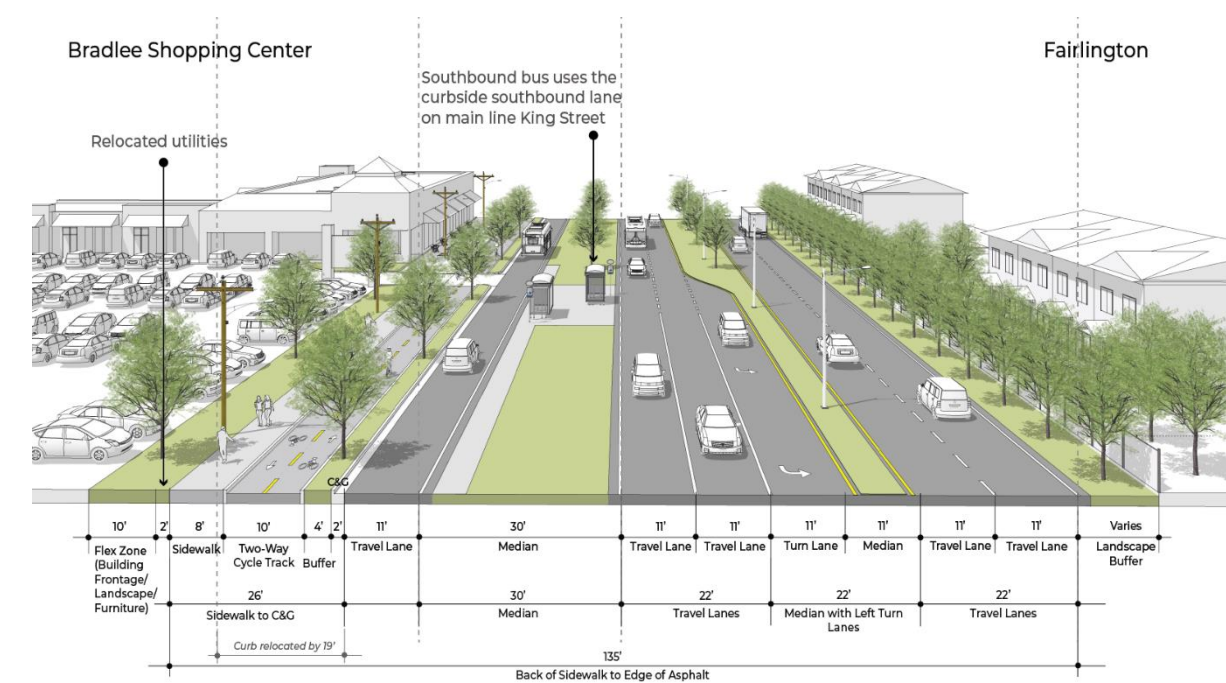 Bradlee Shopping Center
Fairlington
Southbound bus uses the
curbside southbound lane
on main line King Street
Relocated utilities
C&G
10’ 2’ 8’ 10’ 4’ 2’ 11’ 30’ 11’ 11’ 11’ 11’ 11’ 11’ Varies
Flex Zone
(Building
Frontage/
Landscape/
Furniture)
Sidewalk
Two-Way
Cycle Track
Buffer
Travel Lane
Median
Travel Lane
Travel Lane
Turn Lane
Median
Travel Lane
Travel Lane
Landscape
Buffer
26’ 30’ 22’ 22’ 22’
Sidewalk to C&G
Median
Travel Lanes
Median with Left Turn
Lanes
Travel Lanes
Curb relocated by 19’
135’
Back of Sidewalk to Edge of Asphalt